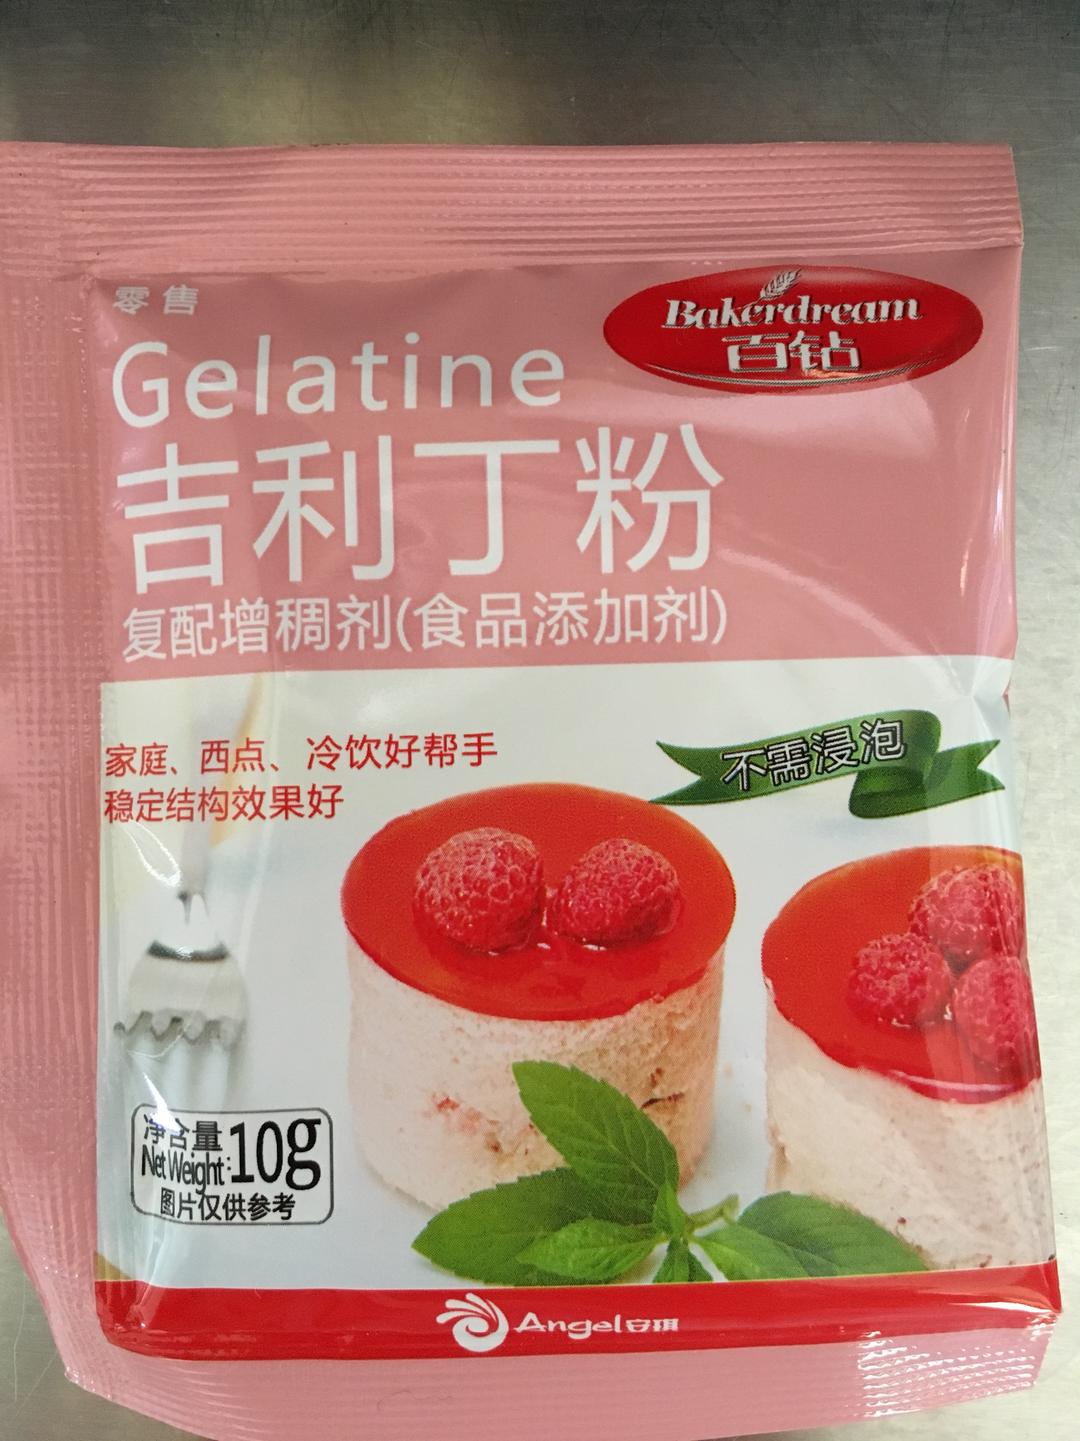 零售
Bakerdream
百钻
Gelatine
吉利丁粉
复配增稠剂(食品添加剂)
家庭、西点、冷饮好帮手
稳定结构效果好
不需浸泡
净含量
Net Weight: 10g
图片仅供参考
Angel安琪